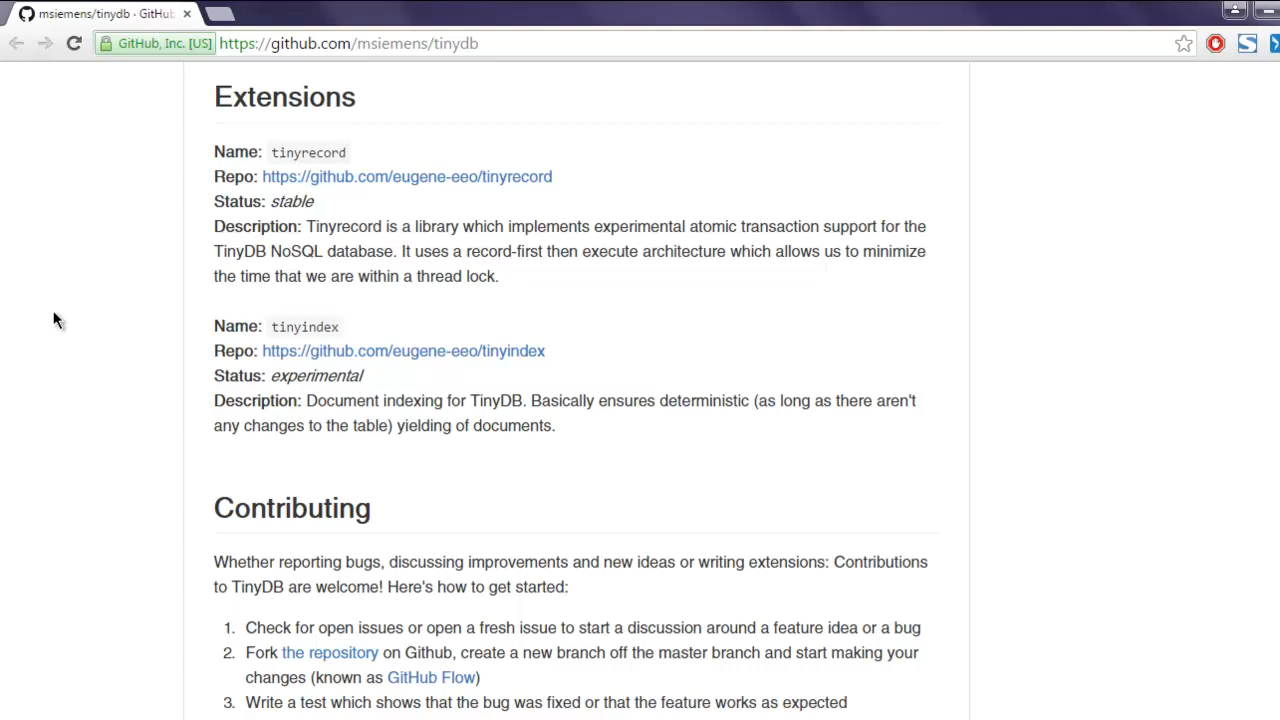 msiemens/tinydb · GitHub
GitHub, Inc. [US] https://github.com/msiemens/tinydb
Extensions
Name: tinyrecord
Repo: https://github.com/eugene-eeo/tinyrecord
Status: stable
Description: Tinyrecord is a library which implements experimental atomic transaction support for the
TinyDB NoSQL database. It uses a record-first then execute architecture which allows us to minimize
the time that we are within a thread lock.
Name: tinyindex
Repo: https://github.com/eugene-eeo/tinyindex
Status: experimental
Description: Document indexing for TinyDB. Basically ensures deterministic (as long as there aren't
any changes to the table) yielding of documents.
Contributing
Whether reporting bugs, discussing improvements and new ideas or writing extensions: Contributions
to TinyDB are welcome! Here's how to get started:
1. Check for open issues or open a fresh issue to start a discussion around a feature idea or a bug
2. Fork the repository on Github, create a new branch off the master branch and start making your
changes (known as GitHub Flow)
3. Write a test which shows that the bug was fixed or that the feature works as expected